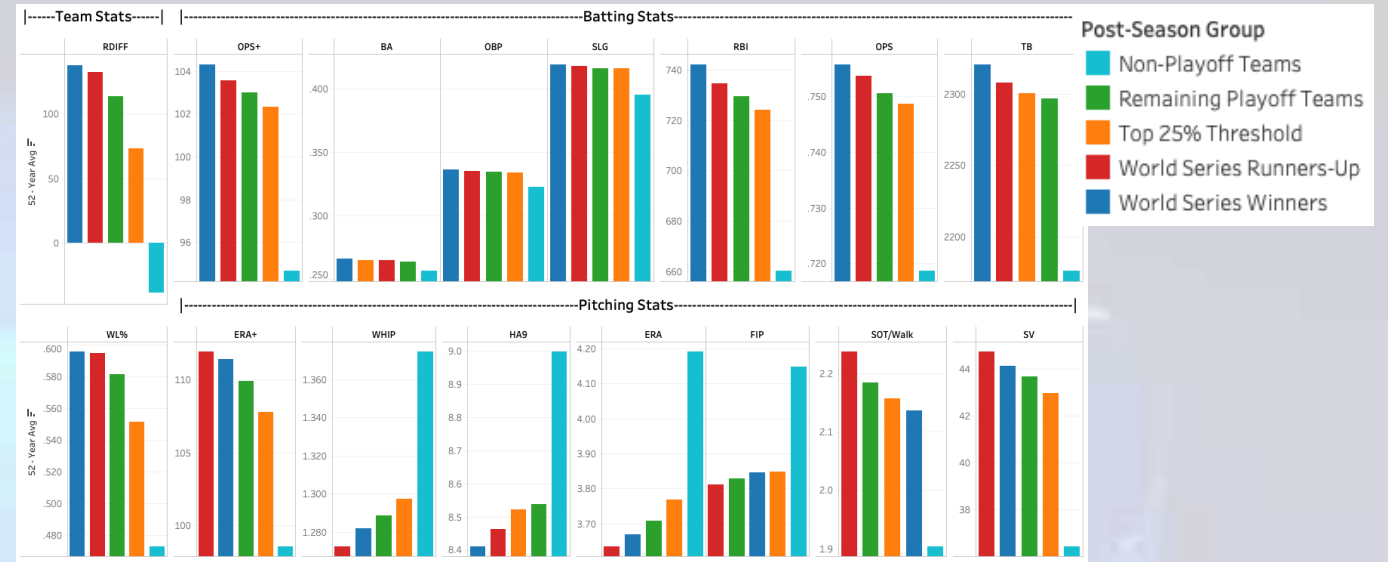 |------Team Stats------|
|---------------------------------------------------------Batting Stats---------------------------------------------------------
RDIFF
OPS+
BA
OBP
SLG
RBI
OPS
TB
52 - Year Avg
100
50
0
104
102
100
98
96
.400
.350
.300
.250
740
720
700
680
660
.750
.740
.730
.720
2300
2250
2200
Post-Season Group
Non-Playoff Teams
Remaining Playoff Teams
Top 25% Threshold
World Series Runners-Up
World Series Winners
|--------------------------------------------------------Pitching Stats---------------------------------------------------------|
WL%
ERA+
WHIP
HA9
ERA
FIP
SOT/Walk
SV
52 - Year Avg
.600
.580
.560
.540
.520
.500
.480
110
105
100
1.360
1.340
1.320
1.300
1.280
9.0
8.9
8.8
8.7
8.6
8.5
8.4
4.20
4.10
4.00
3.90
3.80
3.70
2.2
2.1
2.0
1.9
44
42
40
38